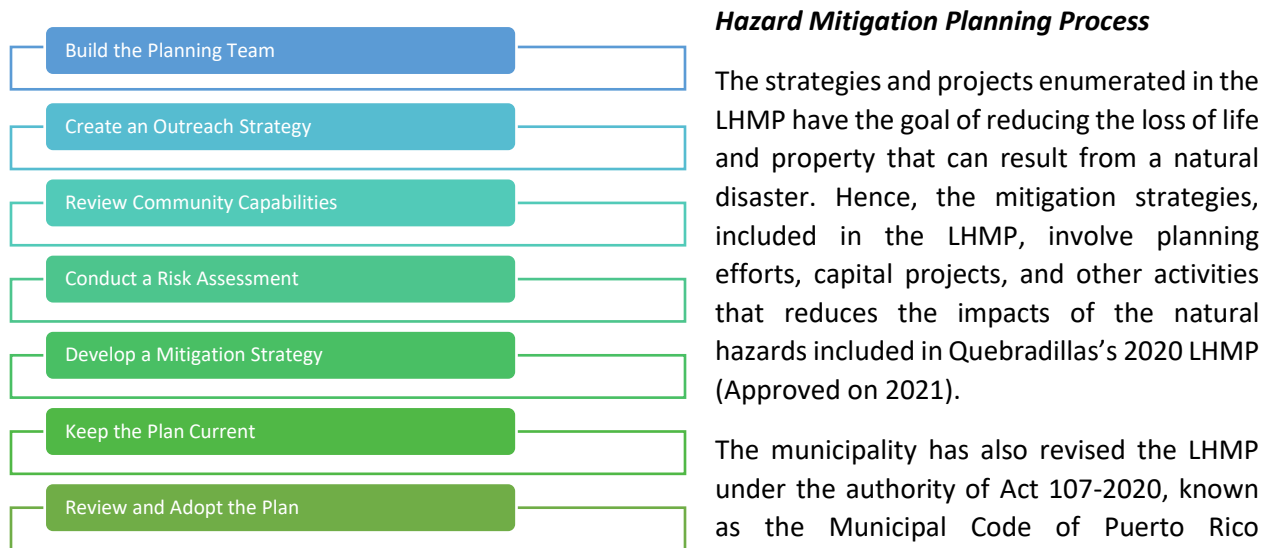 Build the Planning Team
Create an Outreach Strategy
Review Community Capabilities
Conduct a Risk Assessment
Develop a Mitigation Strategy
Keep the Plan Current
Review and Adopt the Plan
Hazard Mitigation Planning Process
The strategies and projects enumerated in the
LHMP have the goal of reducing the loss of life
and property that can result from a natural
disaster. Hence, the mitigation strategies,
included in the LHMP, involve planning
efforts, capital projects, and other activities
that reduces the impacts of the natural
hazards included in Quebradillas’s 2020 LHMP
(Approved on 2021).
The municipality has also revised the LHMP
under the authority of Act 107-2020, known
as the Municipal Code of Puerto Rico